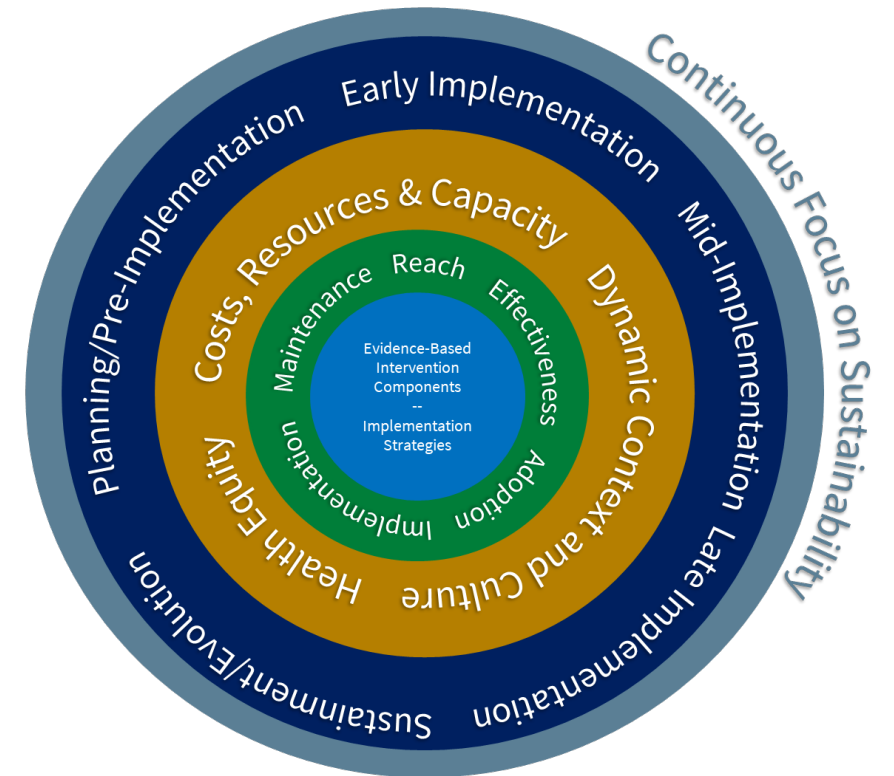 Continuous Focus on Sustainability
Planning/Pre-Implementation
Early Implementation
Mid-Implementation
Late Implementation
Sustainment/Evolution
Costs, Resources & Capacity
Dynamic Context and Culture
Health Equity
Reach
Effectiveness
Adoption
Implementation
Maintenance
Evidence-Based
Intervention
Components
--
Implementation
Strategies